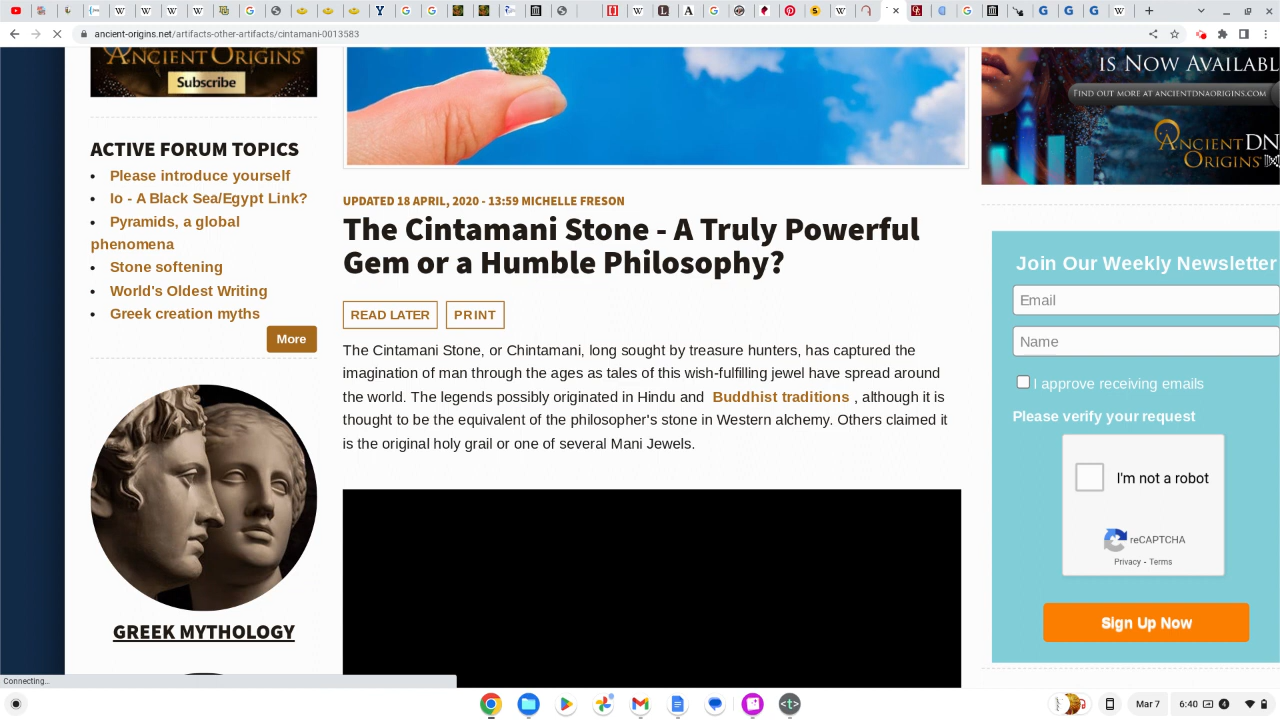 ancient-origins.net/artifacts-other-artifacts/cintamani-0013583
ANCIENT ORIGINS
Subscribe
ACTIVE FORUM TOPICS
• Please introduce yourself
• Io - A Black Sea/Egypt Link?
• Pyramids, a global
phenomena
• Stone softening
• World's Oldest Writing
• Greek creation myths
More
GREEK MYTHOLOGY
UPDATED 18 APRIL, 2020 - 13:59 MICHELLE FRESON
The Cintamani Stone - A Truly Powerful
Gem or a Humble Philosophy?
READ LATER PRINT
The Cintamani Stone, or Chintamani, long sought by treasure hunters, has captured the
imagination of man through the ages as tales of this wish-fulfilling jewel have spread around
the world. The legends possibly originated in Hindu and Buddhist traditions , although it is
thought to be the equivalent of the philosopher's stone in Western alchemy. Others claimed it
is the original holy grail or one of several Mani Jewels.
IS NOW AVAILABL
FIND OUT MORE AT ANCIENTDNAORIGINS.COM
ANCIENT DN
ORIGINS
Join Our Weekly Newsletter
Email
Name
I approve receiving emails
Please verify your request
I'm not a robot
reCAPTCHA
Privacy - Terms
Sign Up Now
Connecting...
Mar 7
6:40
4